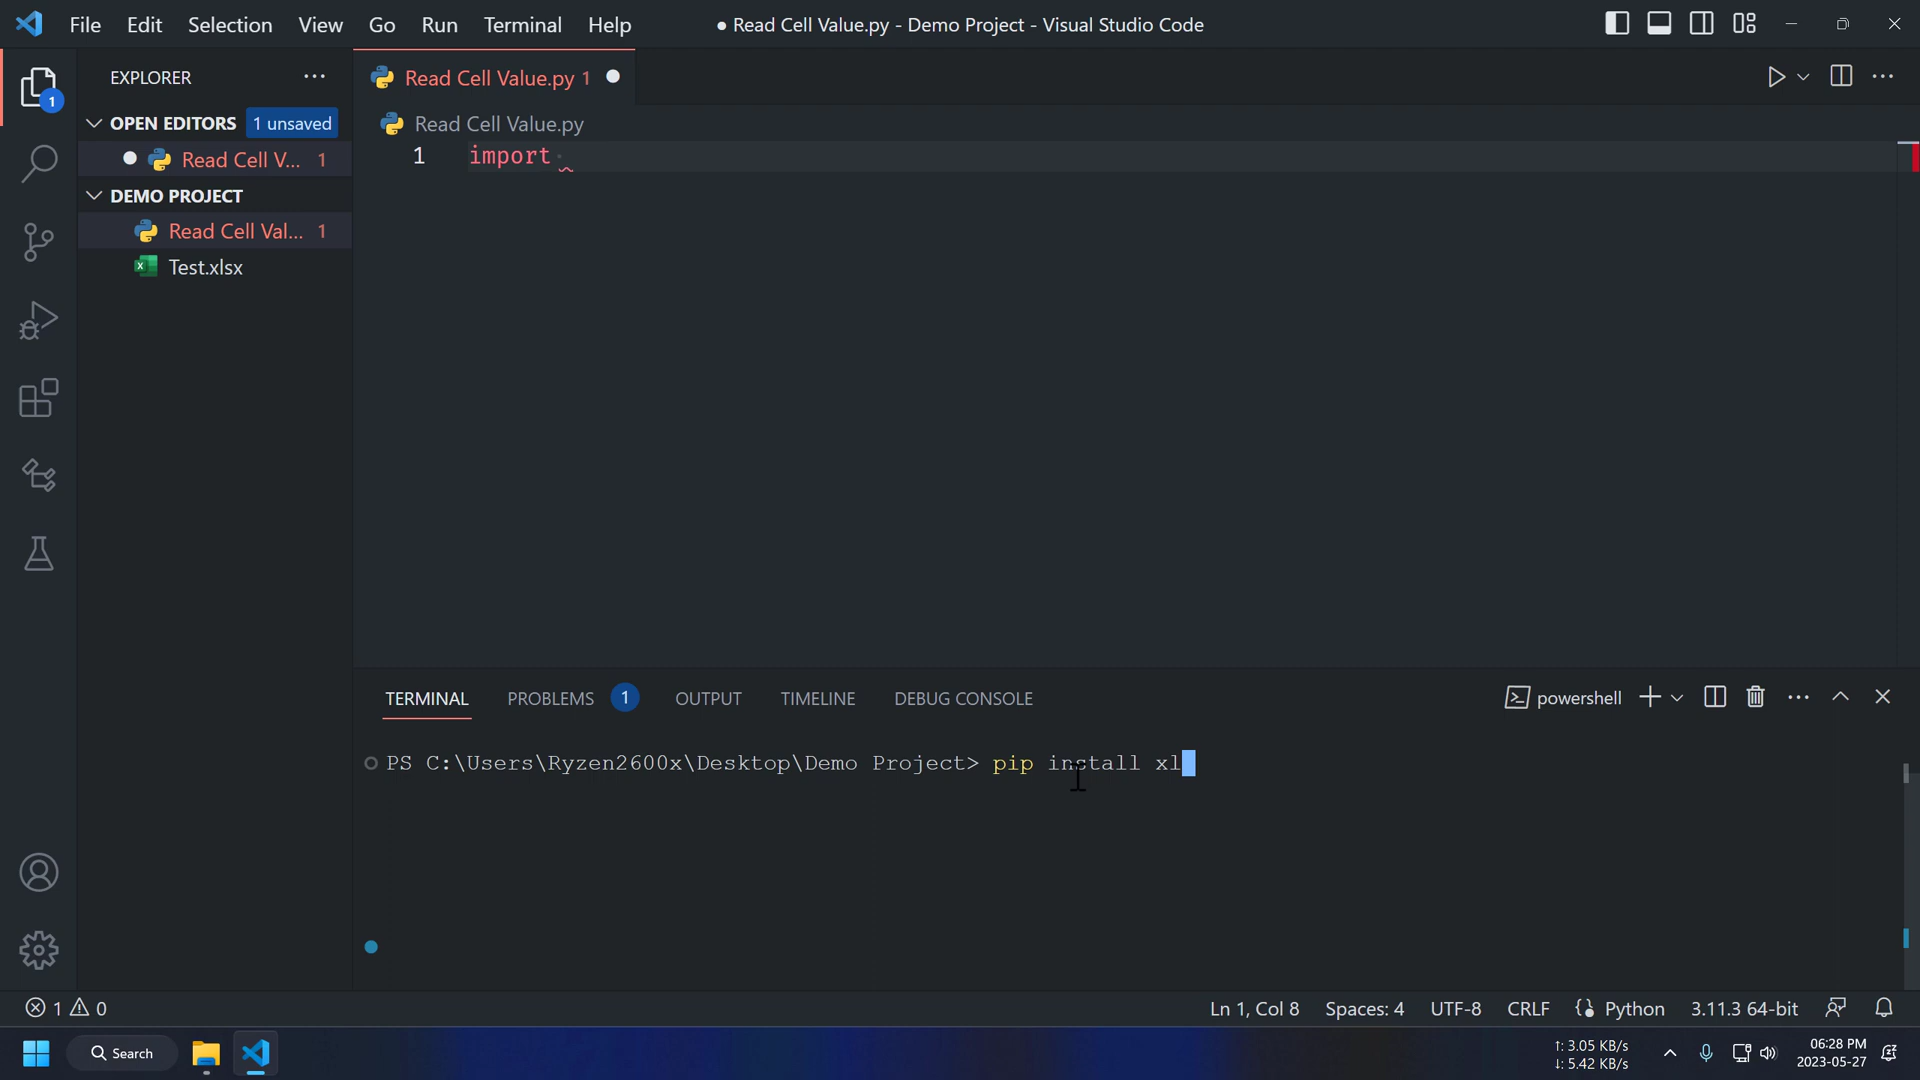 File Edit Selection View Go Run Terminal Help
● Read Cell Value.py - Demo Project - Visual Studio Code
EXPLORER
Read Cell Value.py 1
1
OPEN EDITORS 1 unsaved
Read Cell Value.py
Read Cell V... 1
1 import
DEMO PROJECT
Read Cell Val... 1
Test.xlsx
TERMINAL PROBLEMS 1 OUTPUT TIMELINE DEBUG CONSOLE
powershell
PS C:\Users\Ryzen2600x\Desktop\Demo Project> pip install xl
1 0
Ln 1, Col 8 Spaces: 4 UTF-8 CRLF Python 3.11.3 64-bit
Search
↑: 3.05 KB/s
↓: 5.42 KB/s
06:28 PM
2023-05-27